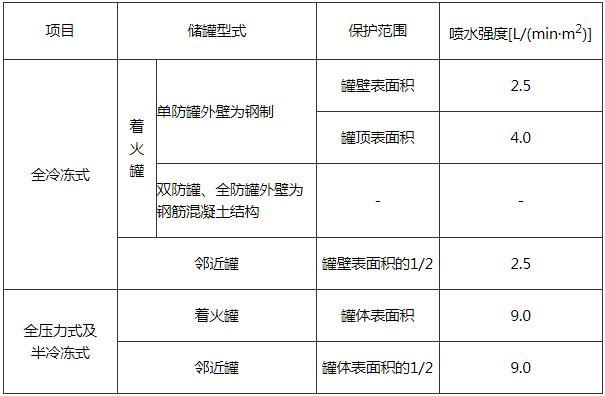 项目 储罐型式 保护范围 喷水强度[L/(min·m²)]
全冷冻式 着火罐 单防罐外壁为钢制 罐壁表面积 2.5
罐顶表面积 4.0
双防罐、全防罐外壁为
钢筋混凝土结构 - -
邻近罐 罐壁表面积的1/2 2.5
全压力式及
半冷冻式 着火罐 罐体表面积 9.0
邻近罐 罐体表面积的1/2 9.0